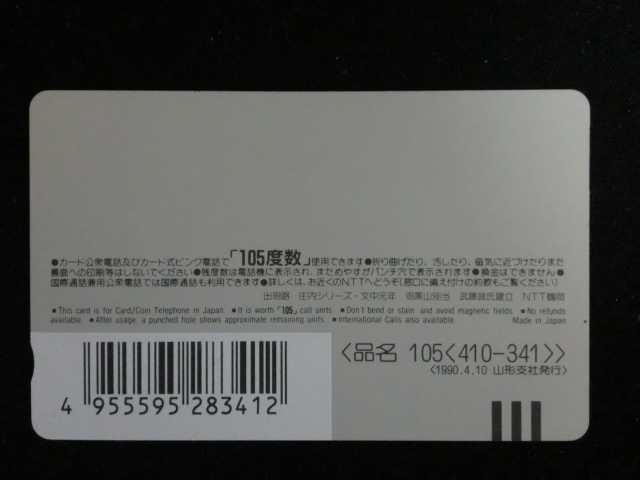 ●カード公衆電話及びカード式ピンク電話で「105度数」使用できます●折り曲げたり、汚したり、磁気に近づけたりまた
裏面への印刷等はしないでください●残度数は電話機に表示され、まためやすがパンチ穴で表示されます●換金はできません●
国際通話兼用公衆電話では国際通話も利用できます●詳しくは、お近くのNTTへどうぞ(窓口に備え付けの約款もご覧ください)
出羽路 庄内シリーズ・文中元年 羽黒山別当 武藤政氏建立 NTT鶴岡
■This card is for Card/Coin Telephone in Japan. ■It is worth「105」call units. ■Don't bend or stain and avoid magnetic fields. ■No refunds
available. ■After usage, a punched hole shows approximate remaining units. ■International Calls also available. Made in Japan
〈品名 105〈410-341〉〉
〈1990.4.10 山形支社発行〉
4 955595 283412